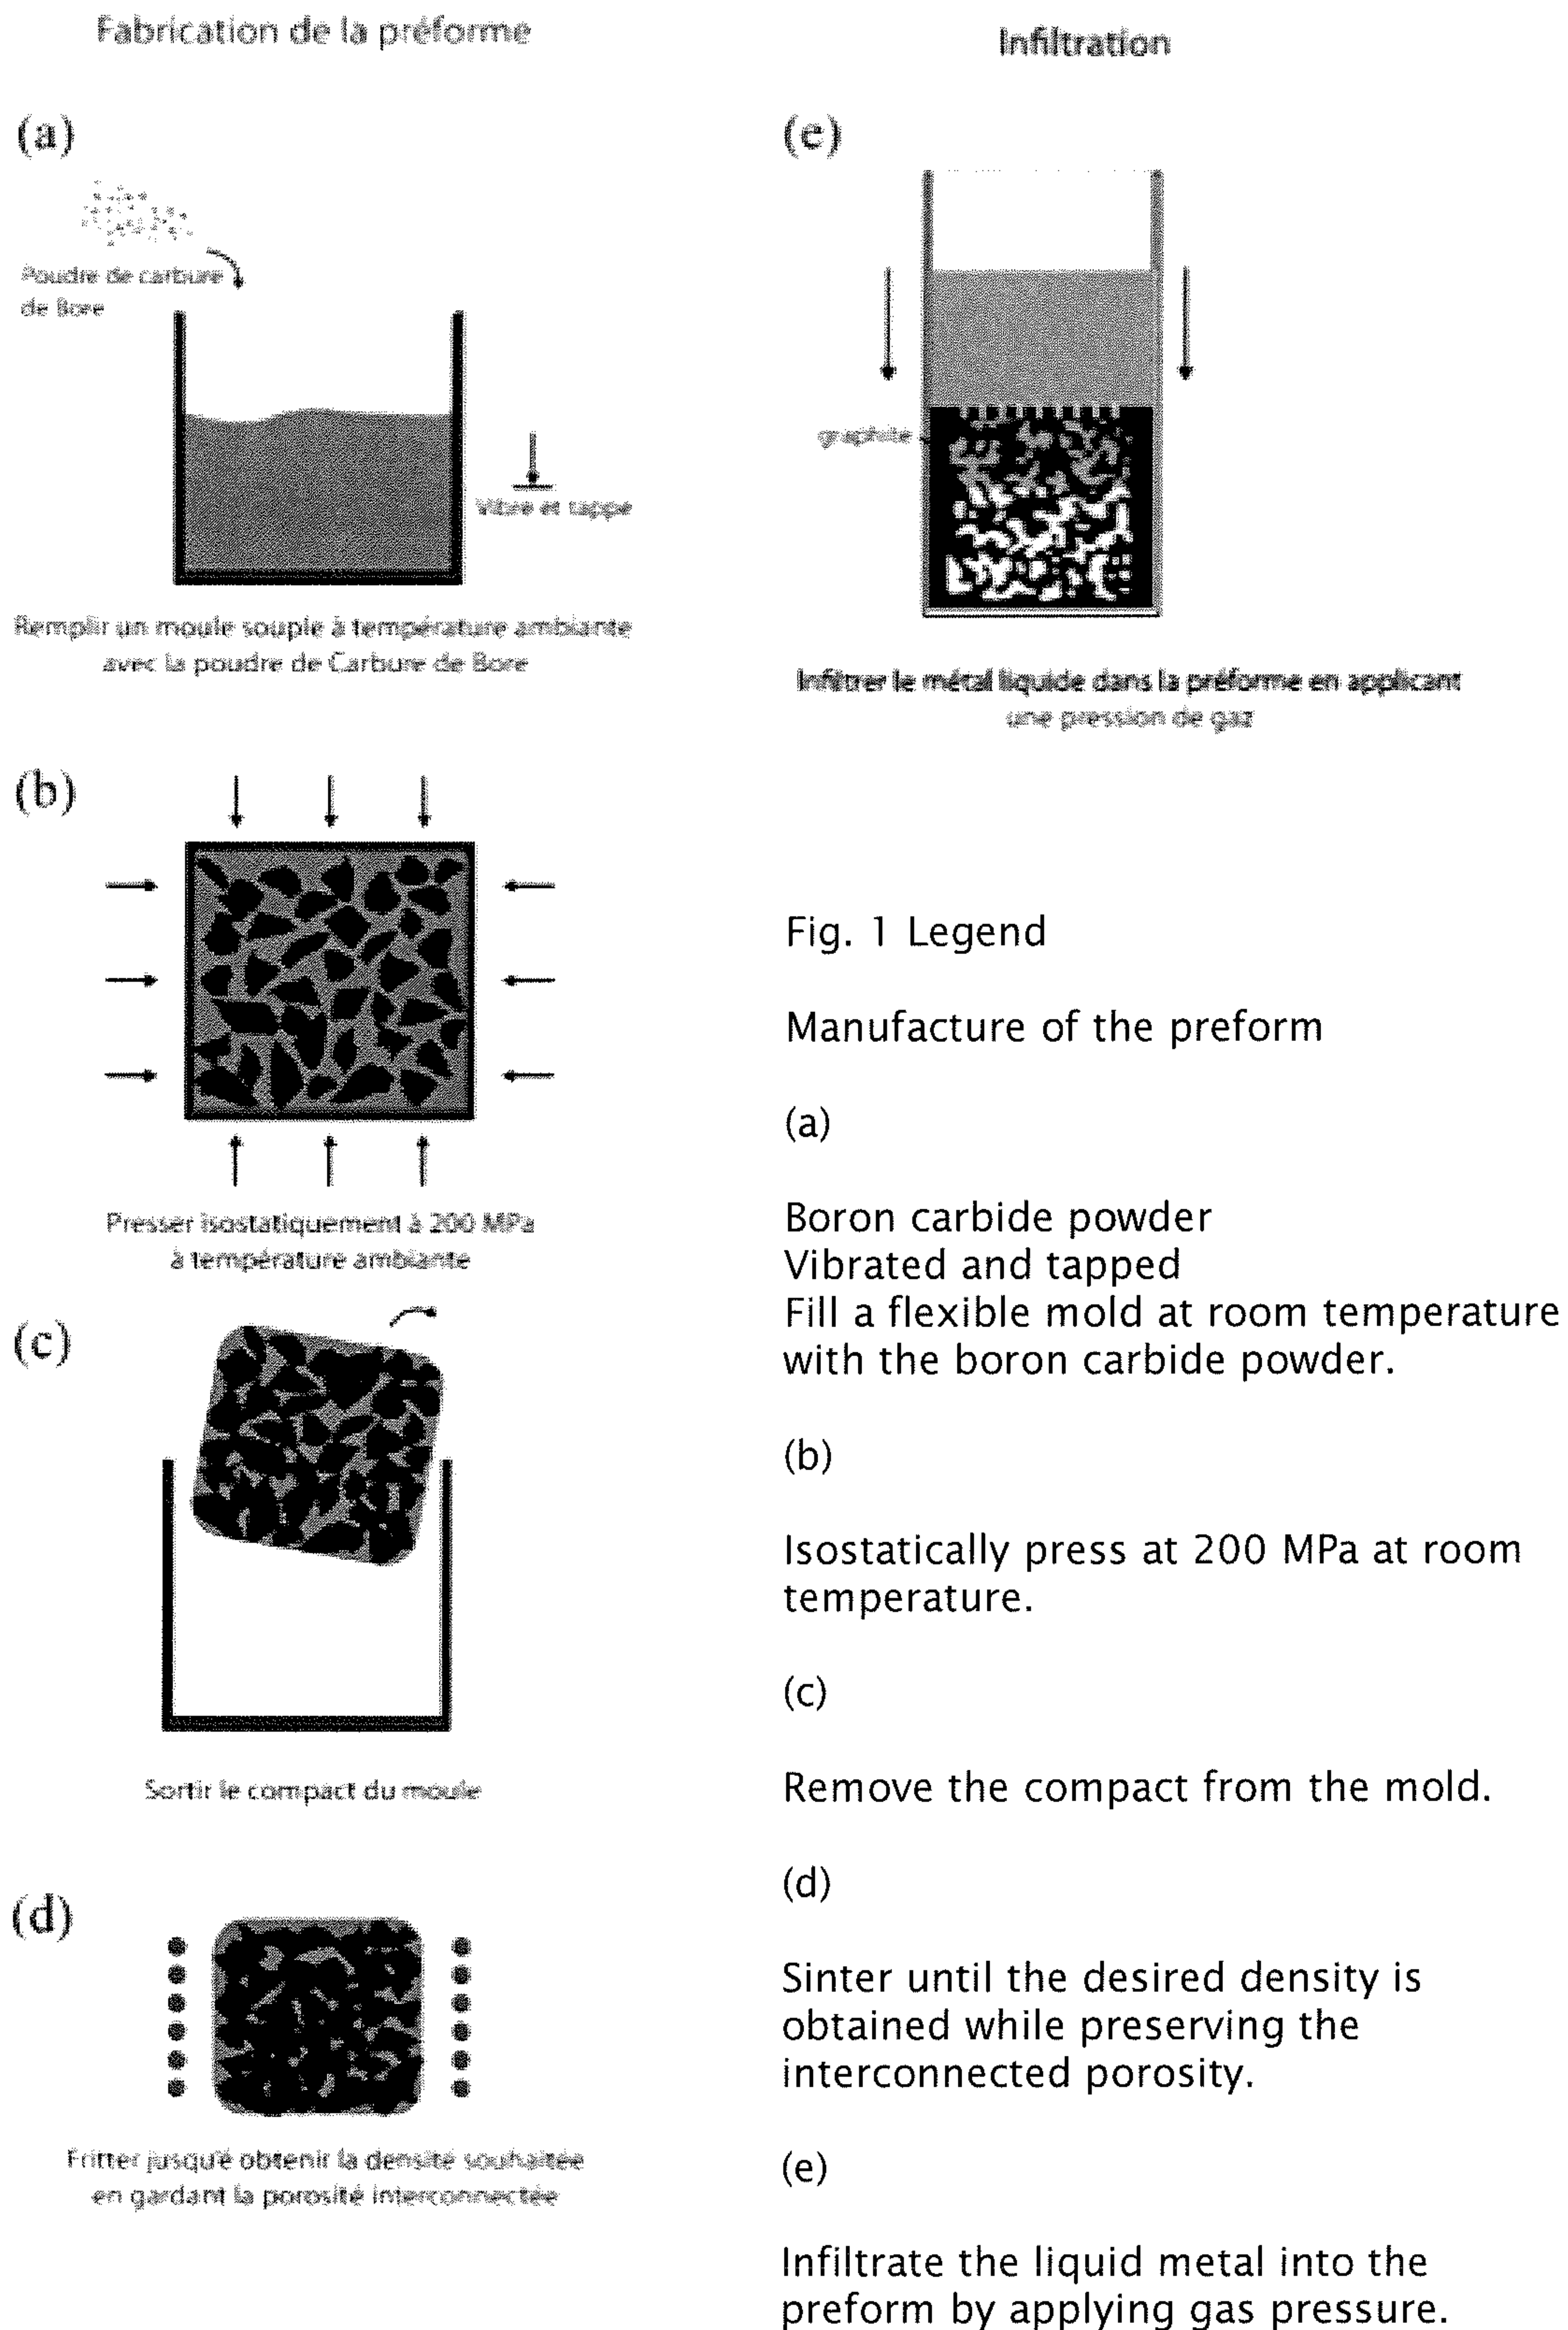 Fabrication de la préforme
(a)
Poudre de carbure
de Bore
Vibre et tappe
Remplir un moule souple à température ambiante
avec la poudre de Carbure de Bore
(b)
Presser isostatiquement à 200 MPa
à température ambiante
(c)
Sortir le compact du moule
(d)
Fritter jusqu'é obtenir la densité souhaitée
en gardant la porosité interconnectée
Infiltration
(e)
graphite
Infiltrer le métal liquide dans la préforme en applicant
une pression de gaz
Fig. 1 Legend
Manufacture of the preform
(a)
Boron carbide powder
Vibrated and tapped
Fill a flexible mold at room temperature
with the boron carbide powder.
(b)
Isostatically press at 200 MPa at room
temperature.
(c)
Remove the compact from the mold.
(d)
Sinter until the desired density is
obtained while preserving the
interconnected porosity.
(e)
Infiltrate the liquid metal into the
preform by applying gas pressure.